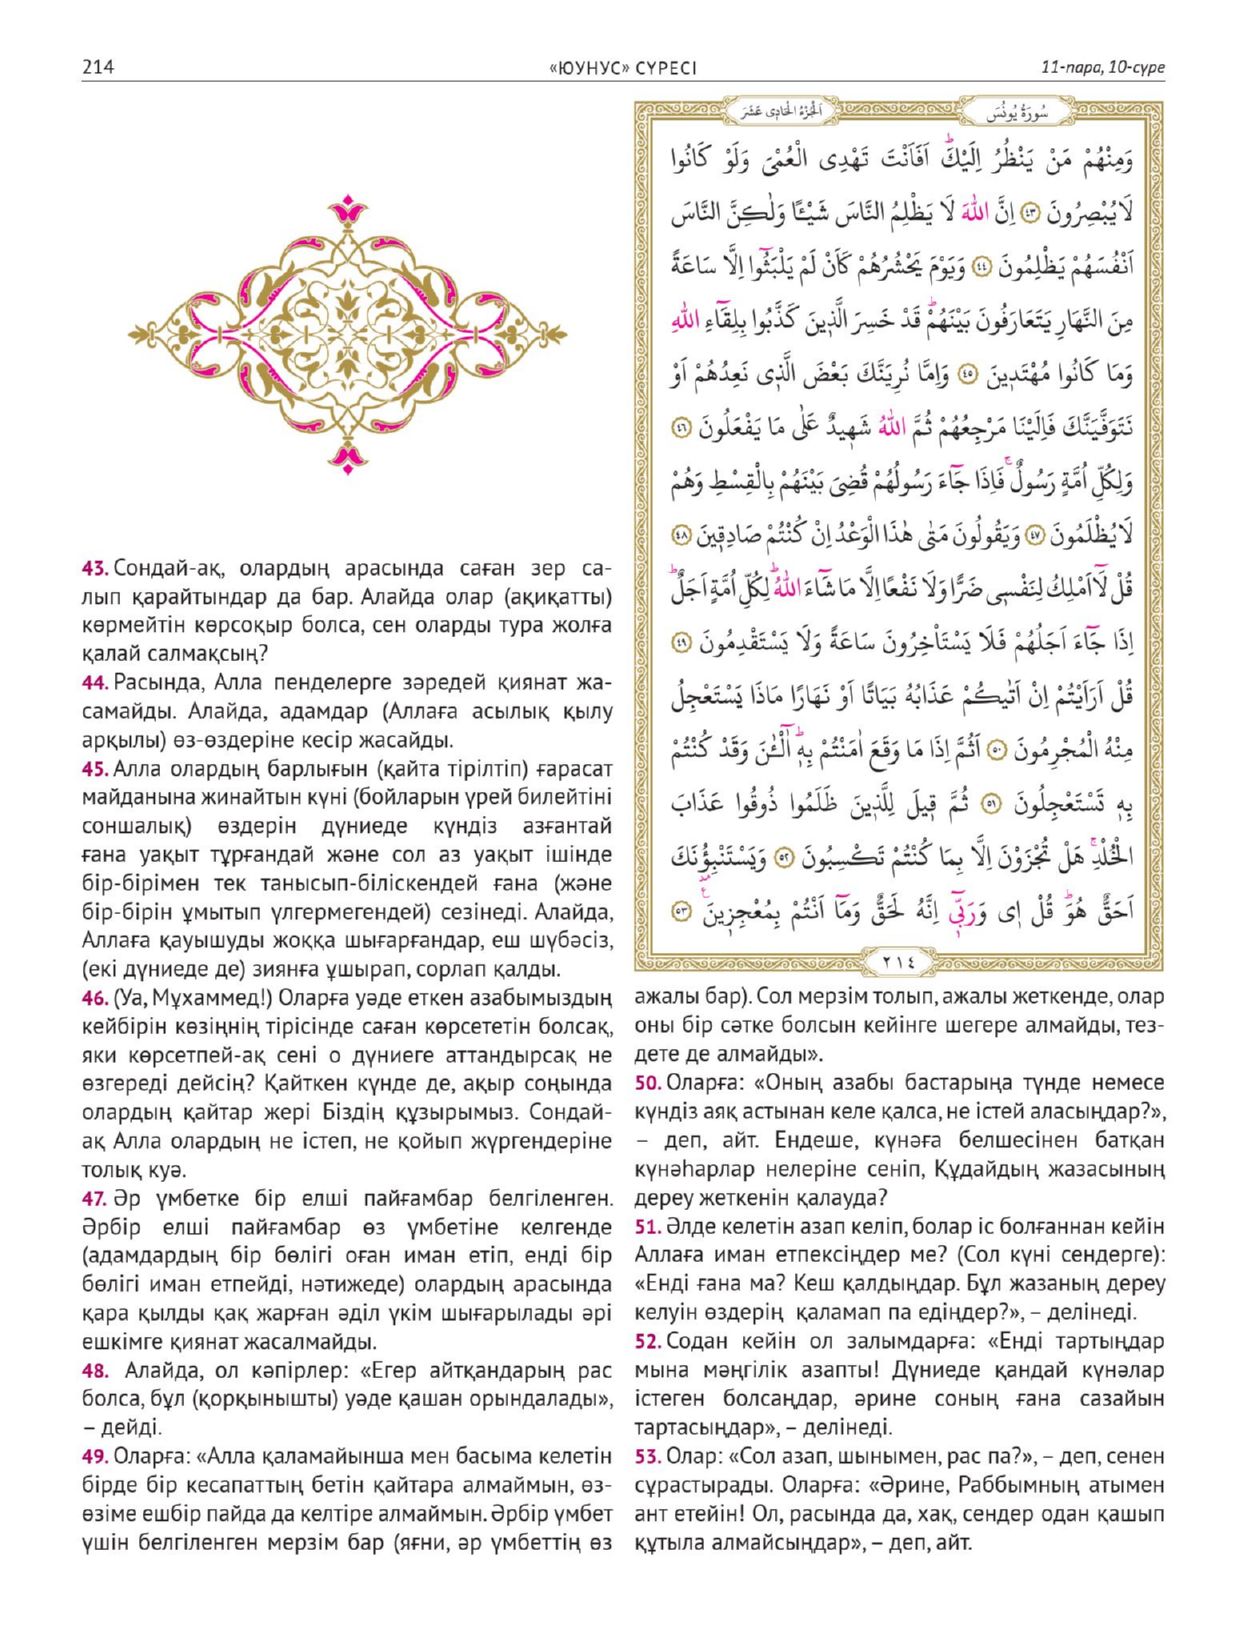 214
«ЮУНУС» СҮРЕСІ
11-пара, 10-сүре
اَلْجُزْءُ الْحَادِى عَشَرَ
سُورَةُ يُونُسَ
وَمِنْهُمْ مَنْ يَنْظُرُ اِلَيْكَۜ اَفَاَنْتَ تَهْدِى الْعُمْىَ وَلَوْ كَانُوا
لَا يُبْصِرُونَ ﴿٤٣﴾ اِنَّ اللّٰهَ لَا يَظْلِمُ النَّاسَ شَيْـًٔا وَلٰكِنَّ النَّاسَ
اَنْفُسَهُمْ يَظْلِمُونَ ﴿٤٤﴾ وَيَوْمَ يَحْشُرُهُمْ كَاَنْ لَمْ يَلْبَثُٓوا اِلَّا سَاعَةً
مِنَ النَّهَارِ يَتَعَارَفُونَ بَيْنَهُمْۜ قَدْ خَسِرَ الَّذ۪ينَ كَذَّبُوا بِلِقَٓاءِ اللّٰهِ
وَمَا كَانُوا مُهْتَد۪ينَ ﴿٤٥﴾ وَاِمَّا نُرِيَنَّكَ بَعْضَ الَّذ۪ى نَعِدُهُمْ اَوْ
نَتَوَفَّيَنَّكَ فَاِلَيْنَا مَرْجِعُهُمْ ثُمَّ اللّٰهُ شَه۪يدٌ عَلٰى مَا يَفْعَلُونَ ﴿٤٦﴾
وَلِكُلِّ اُمَّةٍ رَسُولٌۚ فَاِذَا جَٓاءَ رَسُولُهُمْ قُضِىَ بَيْنَهُمْ بِالْقِسْطِ وَهُمْ
لَا يُظْلَمُونَ ﴿٤٧﴾ وَيَقُولُونَ مَتٰى هٰذَا الْوَعْدُ اِنْ كُنْتُمْ صَادِق۪ينَ ﴿٤٨﴾
قُلْ لَٓا اَمْلِكُ لِنَفْس۪ى ضَرًّا وَلَا نَفْعًا اِلَّا مَا شَٓاءَ اللّٰهُۜ لِكُلِّ اُمَّةٍ اَجَلٌۜ
اِذَا جَٓاءَ اَجَلُهُمْ فَلَا يَسْتَاْخِرُونَ سَاعَةً وَلَا يَسْتَقْدِمُونَ ﴿٤٩﴾
قُلْ اَرَاَيْتُمْ اِنْ اَتٰيكُمْ عَذَابُهُ بَيَاتًا اَوْ نَهَارًا مَاذَا يَسْتَعْجِلُ
مِنْهُ الْمُجْرِمُونَ ﴿٥٠﴾ اَثُمَّ اِذَا مَا وَقَعَ اٰمَنْتُمْ بِه۪ۜ آٰلْـٰٔنَ وَقَدْ كُنْتُمْ
بِه۪ تَسْتَعْجِلُونَ ﴿٥١﴾ ثُمَّ ق۪يلَ لِلَّذ۪ينَ ظَلَمُوا ذُوقُوا عَذَابَ
الْخُلْدِۚ هَلْ تُجْزَوْنَ اِلَّا بِمَا كُنْتُمْ تَكْسِبُونَ ﴿٥٢﴾ وَيَسْتَنْبِؤُ۫نَكَ
اَحَقٌّ هُوَۜ قُلْ ا۪ى وَرَبّ۪ٓى اِنَّهُ لَحَقٌّ وَمَٓا اَنْتُمْ بِمُعْجِز۪ينَ ﴿٥٣﴾
٢١٤
43. Сондай-ақ, олардың арасында саған зер са-
лып қарайтындар да бар. Алайда олар (ақиқатты)
көрмейтін көрсоқыр болса, сен оларды тура жолға
қалай салмақсың?
44. Расында, Алла пенделерге зәредей қиянат жа-
самайды. Алайда, адамдар (Аллаға асылық қылу
арқылы) өз-өздеріне кесір жасайды.
45. Алла олардың барлығын (қайта тірілтіп) ғарасат
майданына жинайтын күні (бойларын үрей билейтіні
соншалық) өздерін дүниеде күндіз азғантай
ғана уақыт тұрғандай және сол аз уақыт ішінде
бір-бірімен тек танысып-біліскендей ғана (және
бір-бірін ұмытып үлгермегендей) сезінеді. Алайда,
Аллаға қауышуды жоққа шығарғандар, еш шүбәсіз,
(екі дүниеде де) зиянға ұшырап, сорлап қалды.
46. (Уа, Мұхаммед!) Оларға уәде еткен азабымыздың
кейбірін көзіңнің тірісінде саған көрсететін болсақ,
яки көрсетпей-ақ сені о дүниеге аттандырсақ не
өзгереді дейсің? Қайткен күнде де, ақыр соңында
олардың қайтар жері Біздің құзырымыз. Сондай-
ақ Алла олардың не істеп, не қойып жүргендеріне
толық куә.
47. Әр үмбетке бір елші пайғамбар белгіленген.
Әрбір елші пайғамбар өз үмбетіне келгенде
(адамдардың бір бөлігі оған иман етіп, енді бір
бөлігі иман етпейді, нәтижеде) олардың арасында
қара қылды қақ жарған әділ үкім шығарылады әрі
ешкімге қиянат жасалмайды.
48. Алайда, ол кәпірлер: «Егер айтқандарың рас
болса, бұл (қорқынышты) уәде қашан орындалады»,
– дейді.
49. Оларға: «Алла қаламайынша мен басыма келетін
бірде бір кесапаттың бетін қайтара алмаймын, өз-
өзіме ешбір пайда да келтіре алмаймын. Әрбір үмбет
үшін белгіленген мерзім бар (яғни, әр үмбеттің өз
ажалы бар). Сол мерзім толып, ажалы жеткенде, олар
оны бір сәтке болсын кейінге шегере алмайды, тез-
дете де алмайды».
50. Оларға: «Оның азабы бастарыңа түнде немесе
күндіз аяқ астынан келе қалса, не істей аласыңдар?»,
– деп, айт. Ендеше, күнәға белшесінен батқан
күнәһарлар нелеріне сеніп, Құдайдың жазасының
дереу жеткенін қалауда?
51. Әлде келетін азап келіп, болар іс болғаннан кейін
Аллаға иман етпексіңдер ме? (Сол күні сендерге):
«Енді ғана ма? Кеш қалдыңдар. Бұл жазаның дереу
келуін өздерің қаламап па едіңдер?», – делінеді.
52. Содан кейін ол залымдарға: «Енді тартыңдар
мына мәңгілік азапты! Дүниеде қандай күнәлар
істеген болсаңдар, әрине соның ғана сазайын
тартасыңдар», – делінеді.
53. Олар: «Сол азап, шынымен, рас па?», – деп, сенен
сұрастырады. Оларға: «Әрине, Раббымның атымен
ант етейін! Ол, расында да, хақ, сендер одан қашып
құтыла алмайсыңдар», – деп, айт.